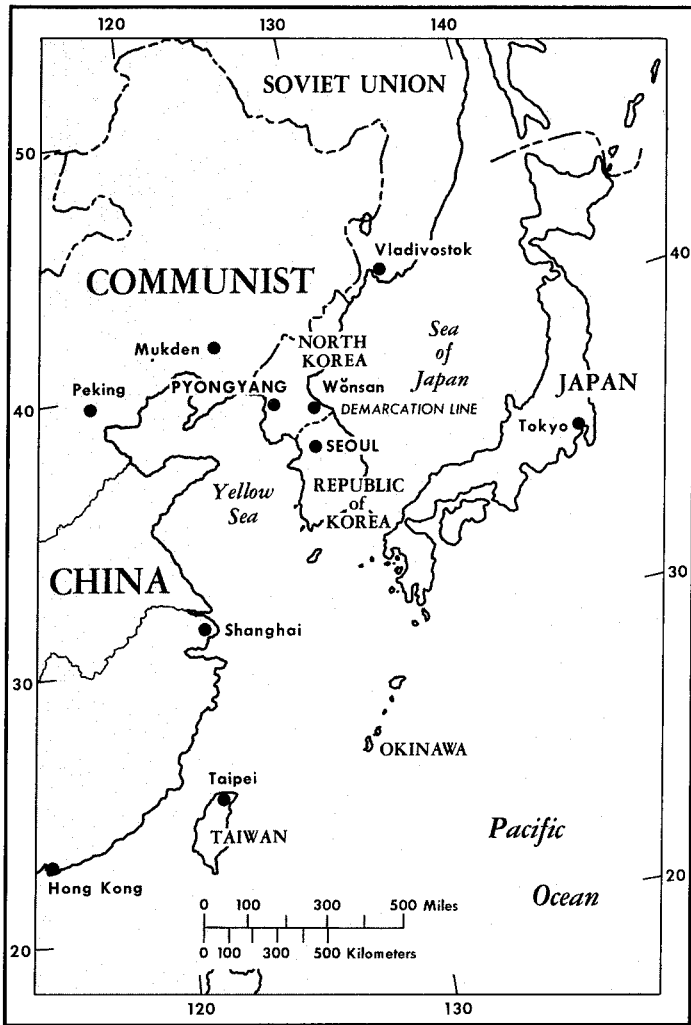 120
130
140
SOVIET UNION
50
Vladivostok
40
COMMUNIST
NORTH
KOREA
Sea
of
Japan
Mukden
Peking
PYONGYANG
Wŏnsan
JAPAN
40
DEMARCATION LINE
Tokyo
SEOUL
Yellow
Sea
REPUBLIC
of
KOREA
CHINA
30
Shanghai
30
OKINAWA
Taipei
TAIWAN
Pacific
Ocean
Hong Kong
20
0 100 300 500 Miles
0 100 300 500 Kilometers
20
120
130